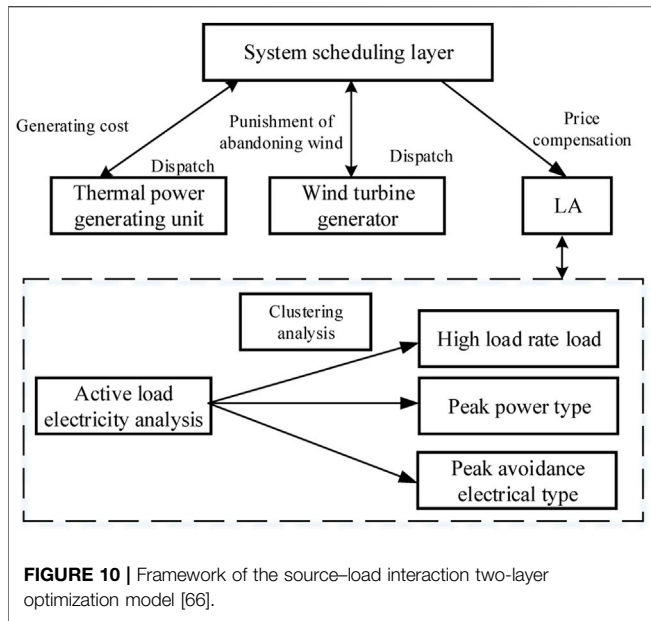 System scheduling layer
Generating cost
Punishment of
abandoning wind
Price
compensation
Dispatch
Dispatch
Thermal power
generating unit
Wind turbine
generator
LA
Clustering
analysis
High load rate load
Active load
electricity analysis
Peak power type
Peak avoidance
electrical type
FIGURE 10 | Framework of the source–load interaction two-layer
optimization model [66].